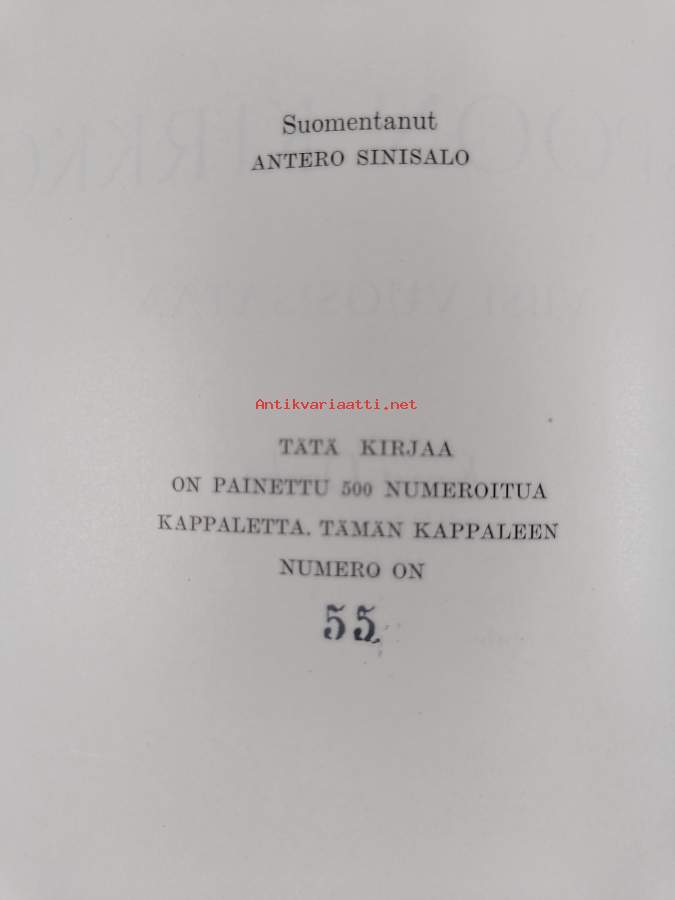 Suomentanut
ANTERO SINISALO
Antikvariaatti.net
TÄTÄ KIRJAA
ON PAINETTU 500 NUMEROITUA
KAPPALETTA. TÄMÄN KAPPALEEN
NUMERO ON
55